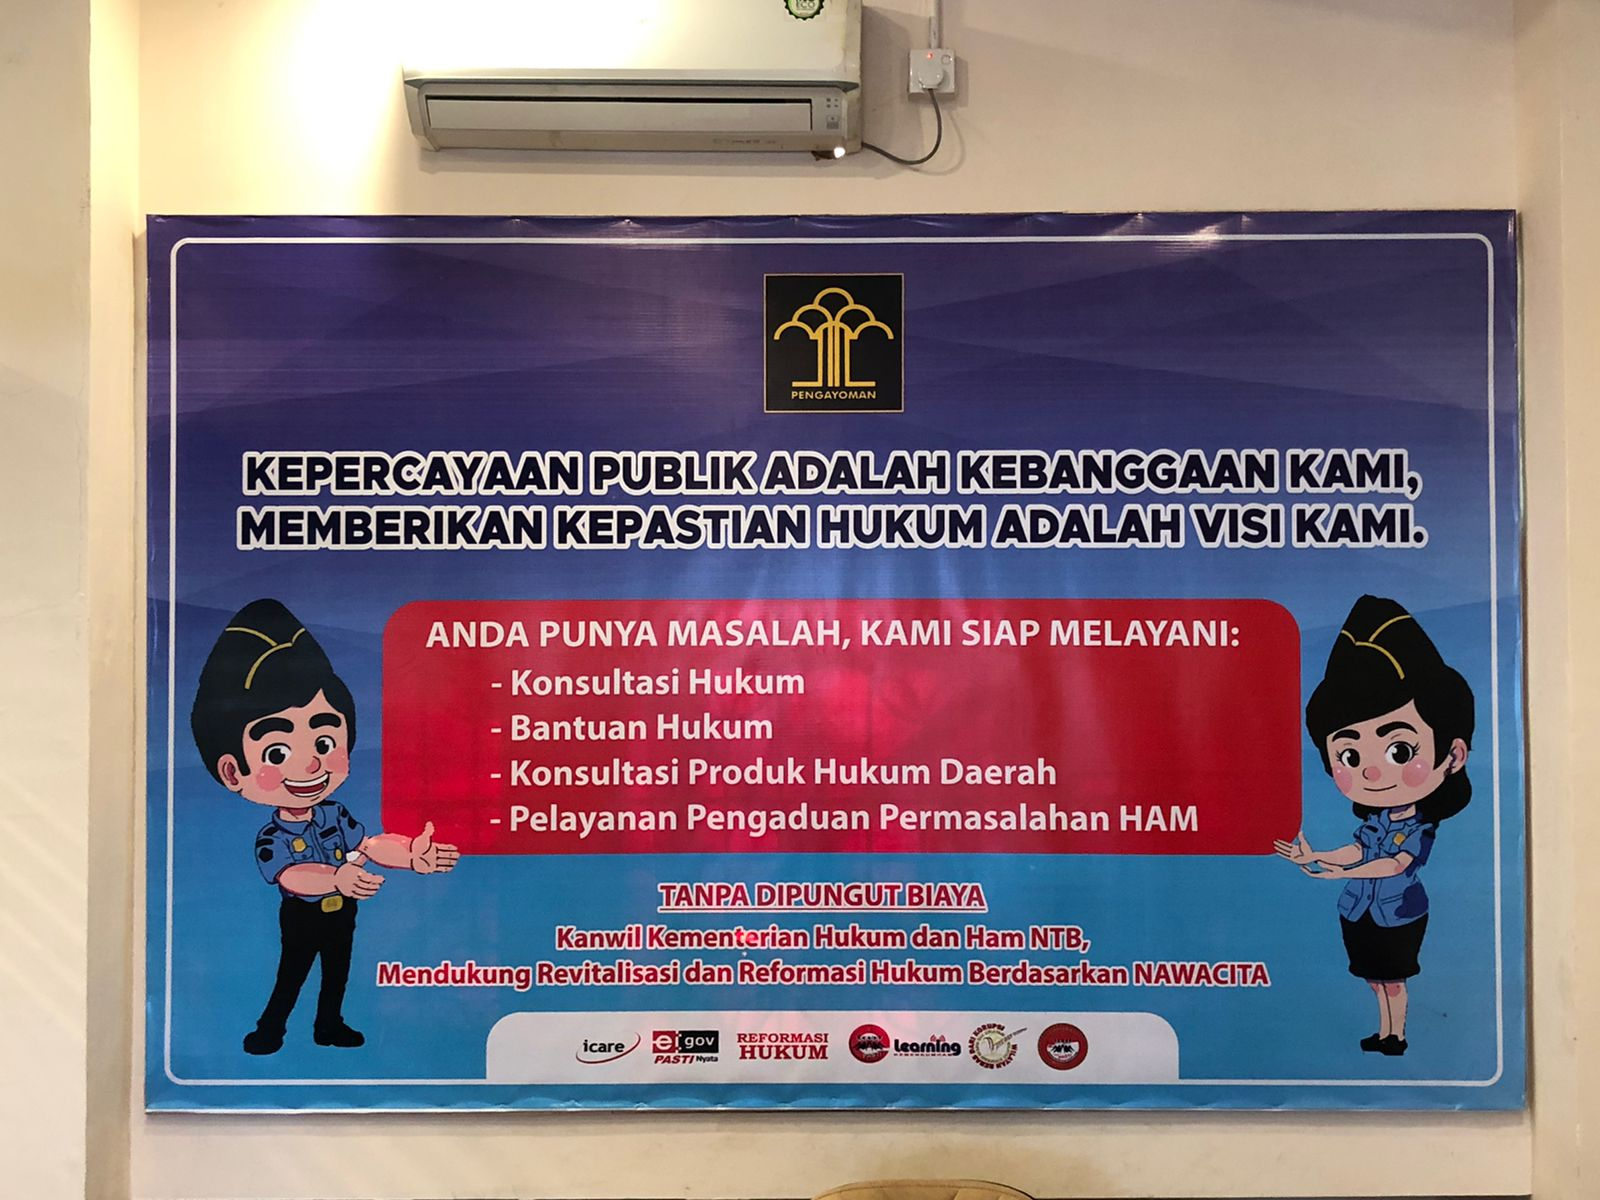 PENGAYOMAN
KEPERCAYAAN PUBLIK ADALAH KEBANGGAAN KAMI,
MEMBERIKAN KEPASTIAN HUKUM ADALAH VISI KAMI.
ANDA PUNYA MASALAH, KAMI SIAP MELAYANI:
- Konsultasi Hukum
- Bantuan Hukum
- Konsultasi Produk Hukum Daerah
- Pelayanan Pengaduan Permasalahan HAM
TANPA DIPUNGUT BIAYA
Kanwil Kementerian Hukum dan Ham NTB,
Mendukung Revitalisasi dan Reformasi Hukum Berdasarkan NAWACITA
icare
e-gov
PASTI Nyata
REFORMASI
HUKUM
Learning